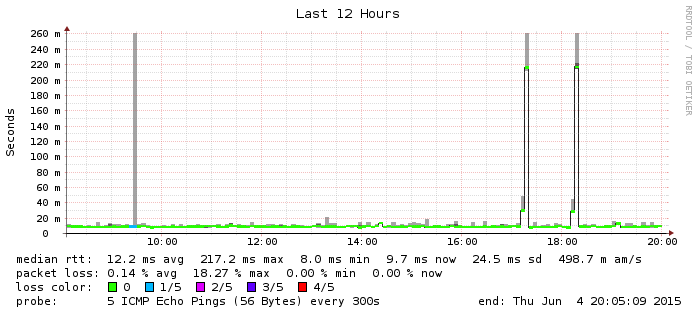 Last 12 Hours
RRDTOOL / TOBI OETIKER
Seconds
260 m
240 m
220 m
200 m
180 m
160 m
140 m
120 m
100 m
80 m
60 m
40 m
20 m
0
10:00 12:00 14:00 16:00 18:00 20:00
median rtt: 12.2 ms avg 217.2 ms max 8.0 ms min 9.7 ms now 24.5 ms sd 498.7 m am/s
packet loss: 0.14 % avg 18.27 % max 0.00 % min 0.00 % now
loss color: 0 1/5 2/5 3/5 4/5
probe: 5 ICMP Echo Pings (56 Bytes) every 300s end: Thu Jun 4 20:05:09 2015